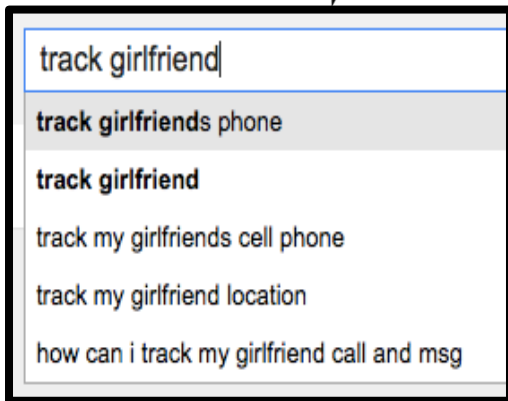 track girlfriend
track girlfriends phone
track girlfriend
track my girlfriends cell phone
track my girlfriend location
how can i track my girlfriend call and msg